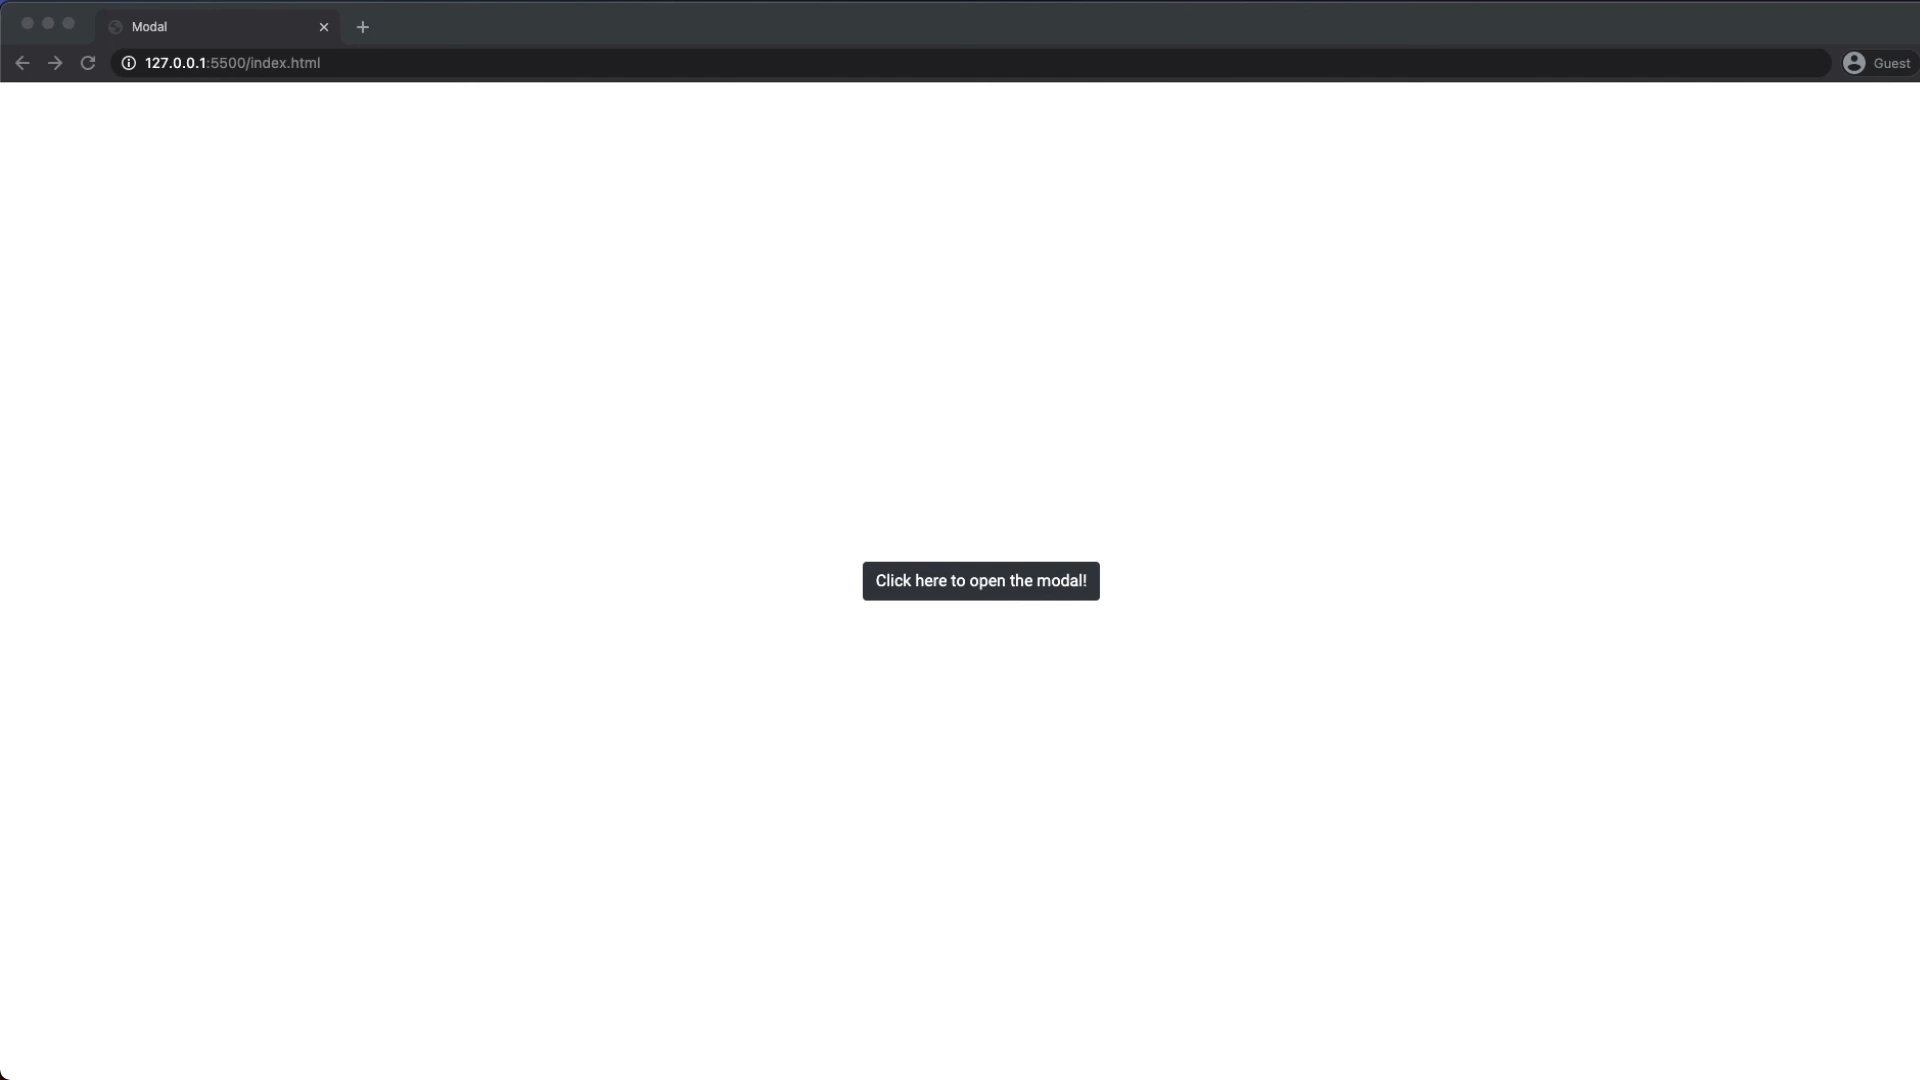 Modal
127.0.0.1:5500/index.html
Guest
Click here to open the modal!